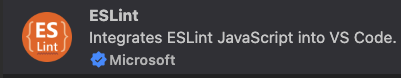 ES
Lint
ESLint
Integrates ESLint JavaScript into VS Code.
Microsoft